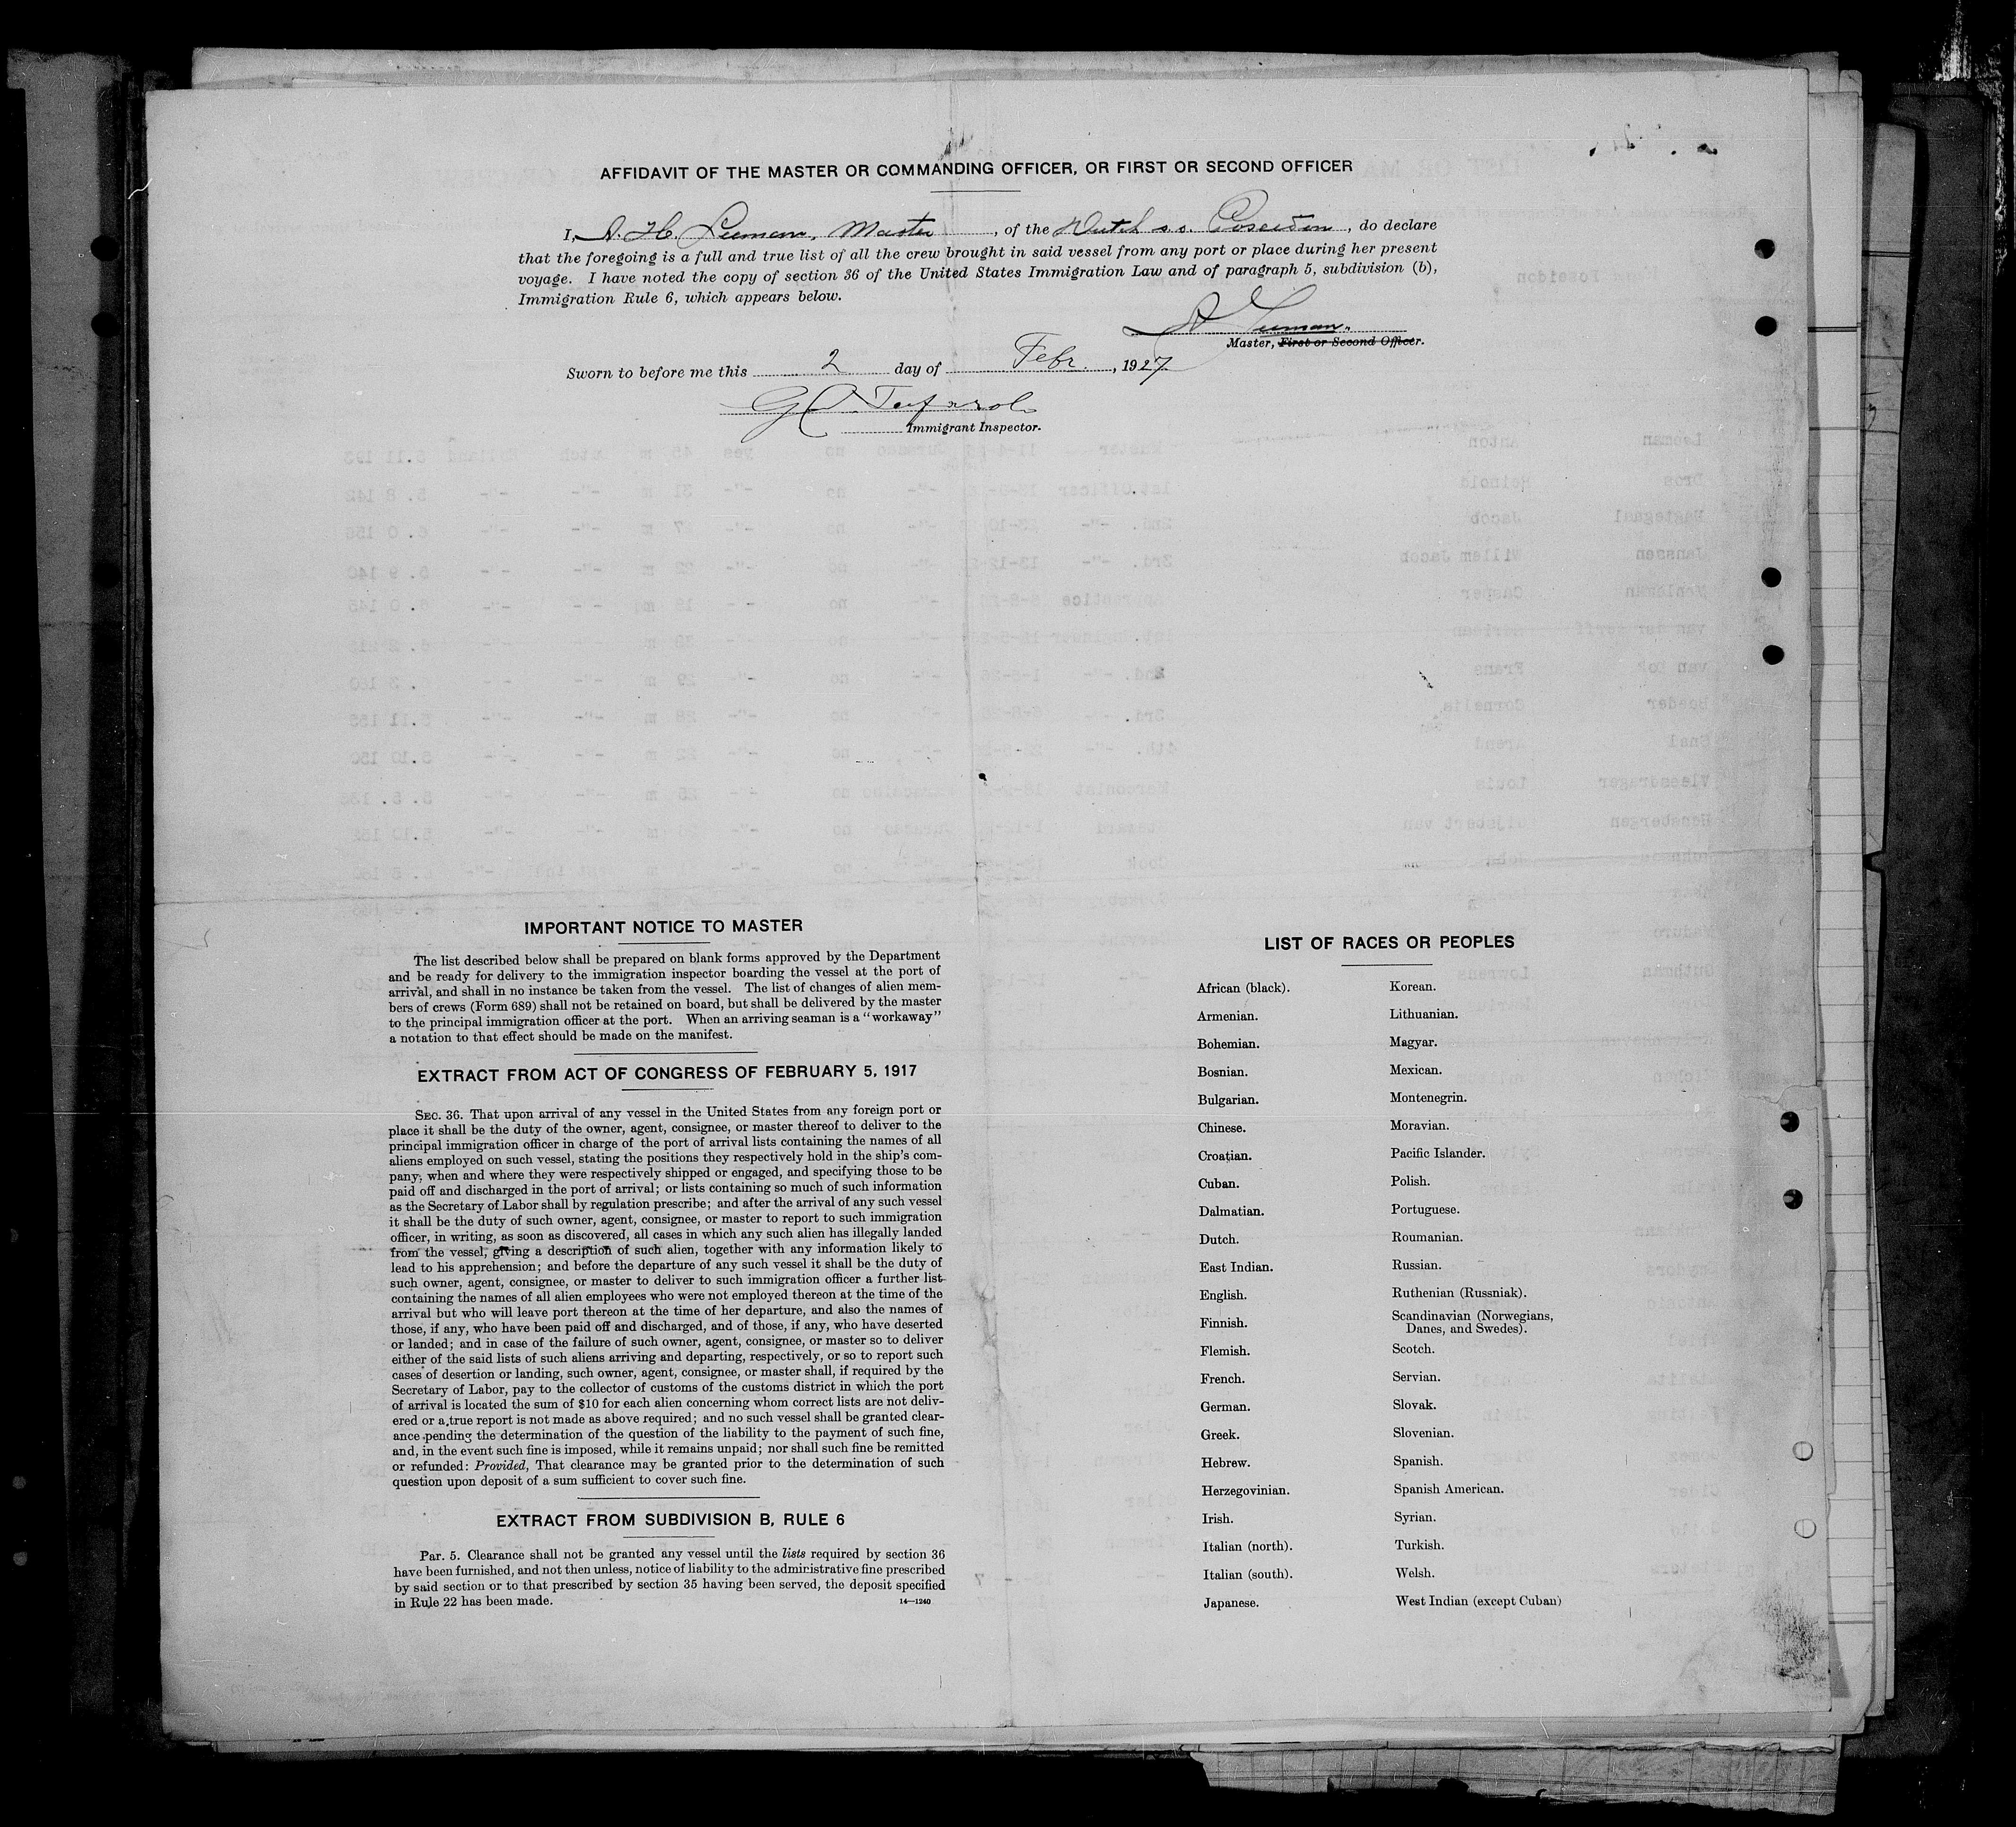 AFFIDAVIT OF THE MASTER OR COMMANDING OFFICER, OR FIRST OR SECOND OFFICER
I, A. H. Leeman, Master, of the Dutch s.s. Poseidon, do declare
that the foregoing is a full and true list of all the crew brought in said vessel from any port or place during her present
voyage. I have noted the copy of section 36 of the United States Immigration Law and of paragraph 5, subdivision (b),
Immigration Rule 6, which appears below.
A Leeman.
Master, First or Second Officer.
Sworn to before me this 2 day of Febr., 1927
Immigrant Inspector.
IMPORTANT NOTICE TO MASTER
The list described below shall be prepared on blank forms approved by the Department
and be ready for delivery to the immigration inspector boarding the vessel at the port of
arrival, and shall in no instance be taken from the vessel. The list of changes of alien mem-
bers of crews (Form 689) shall not be retained on board, but shall be delivered by the master
to the principal immigration officer at the port. When an arriving seaman is a "workaway"
a notation to that effect should be made on the manifest.
EXTRACT FROM ACT OF CONGRESS OF FEBRUARY 5, 1917
SEC. 36. That upon arrival of any vessel in the United States from any foreign port or
place it shall be the duty of the owner, agent, consignee, or master thereof to deliver to the
principal immigration officer in charge of the port of arrival lists containing the names of all
aliens employed on such vessel, stating the positions they respectively hold in the ship's com-
pany, when and where they were respectively shipped or engaged, and specifying those to be
paid off and discharged in the port of arrival; or lists containing so much of such information
as the Secretary of Labor shall by regulation prescribe; and after the arrival of any such vessel
it shall be the duty of such owner, agent, consignee, or master to report to such immigration
officer, in writing, as soon as discovered, all cases in which any such alien has illegally landed
from the vessel, giving a description of such alien, together with any information likely to
lead to his apprehension; and before the departure of any such vessel it shall be the duty of
such owner, agent, consignee, or master to deliver to such immigration officer a further list
containing the names of all alien employees who were not employed thereon at the time of the
arrival but who will leave port thereon at the time of her departure, and also the names of
those, if any, who have been paid off and discharged, and of those, if any, who have deserted
or landed; and in case of the failure of such owner, agent, consignee, or master so to deliver
either of the said lists of such aliens arriving and departing, respectively, or so to report such
cases of desertion or landing, such owner, agent, consignee, or master shall, if required by the
Secretary of Labor, pay to the collector of customs of the customs district in which the port
of arrival is located the sum of $10 for each alien concerning whom correct lists are not deliv-
ered or a true report is not made as above required; and no such vessel shall be granted clear-
ance pending the determination of the question of the liability to the payment of such fine,
and, in the event such fine is imposed, while it remains unpaid; nor shall such fine be remitted
or refunded: Provided, That clearance may be granted prior to the determination of such
question upon deposit of a sum sufficient to cover such fine.
EXTRACT FROM SUBDIVISION B, RULE 6
Par. 5. Clearance shall not be granted any vessel until the lists required by section 36
have been furnished, and not then unless, notice of liability to the administrative fine prescribed
by said section or to that prescribed by section 35 having been served, the deposit specified
in Rule 22 has been made.
14—1240
LIST OF RACES OR PEOPLES
African (black).
Armenian.
Bohemian.
Bosnian.
Bulgarian.
Chinese.
Croatian.
Cuban.
Dalmatian.
Dutch.
East Indian.
English.
Finnish.
Flemish.
French.
German.
Greek.
Hebrew.
Herzegovinian.
Irish.
Italian (north).
Italian (south).
Japanese.
Korean.
Lithuanian.
Magyar.
Mexican.
Montenegrin.
Moravian.
Pacific Islander.
Polish.
Portuguese.
Roumanian.
Russian.
Ruthenian (Russniak).
Scandinavian (Norwegians,
Danes, and Swedes).
Scotch.
Servian.
Slovak.
Slovenian.
Spanish.
Spanish American.
Syrian.
Turkish.
Welsh.
West Indian (except Cuban)